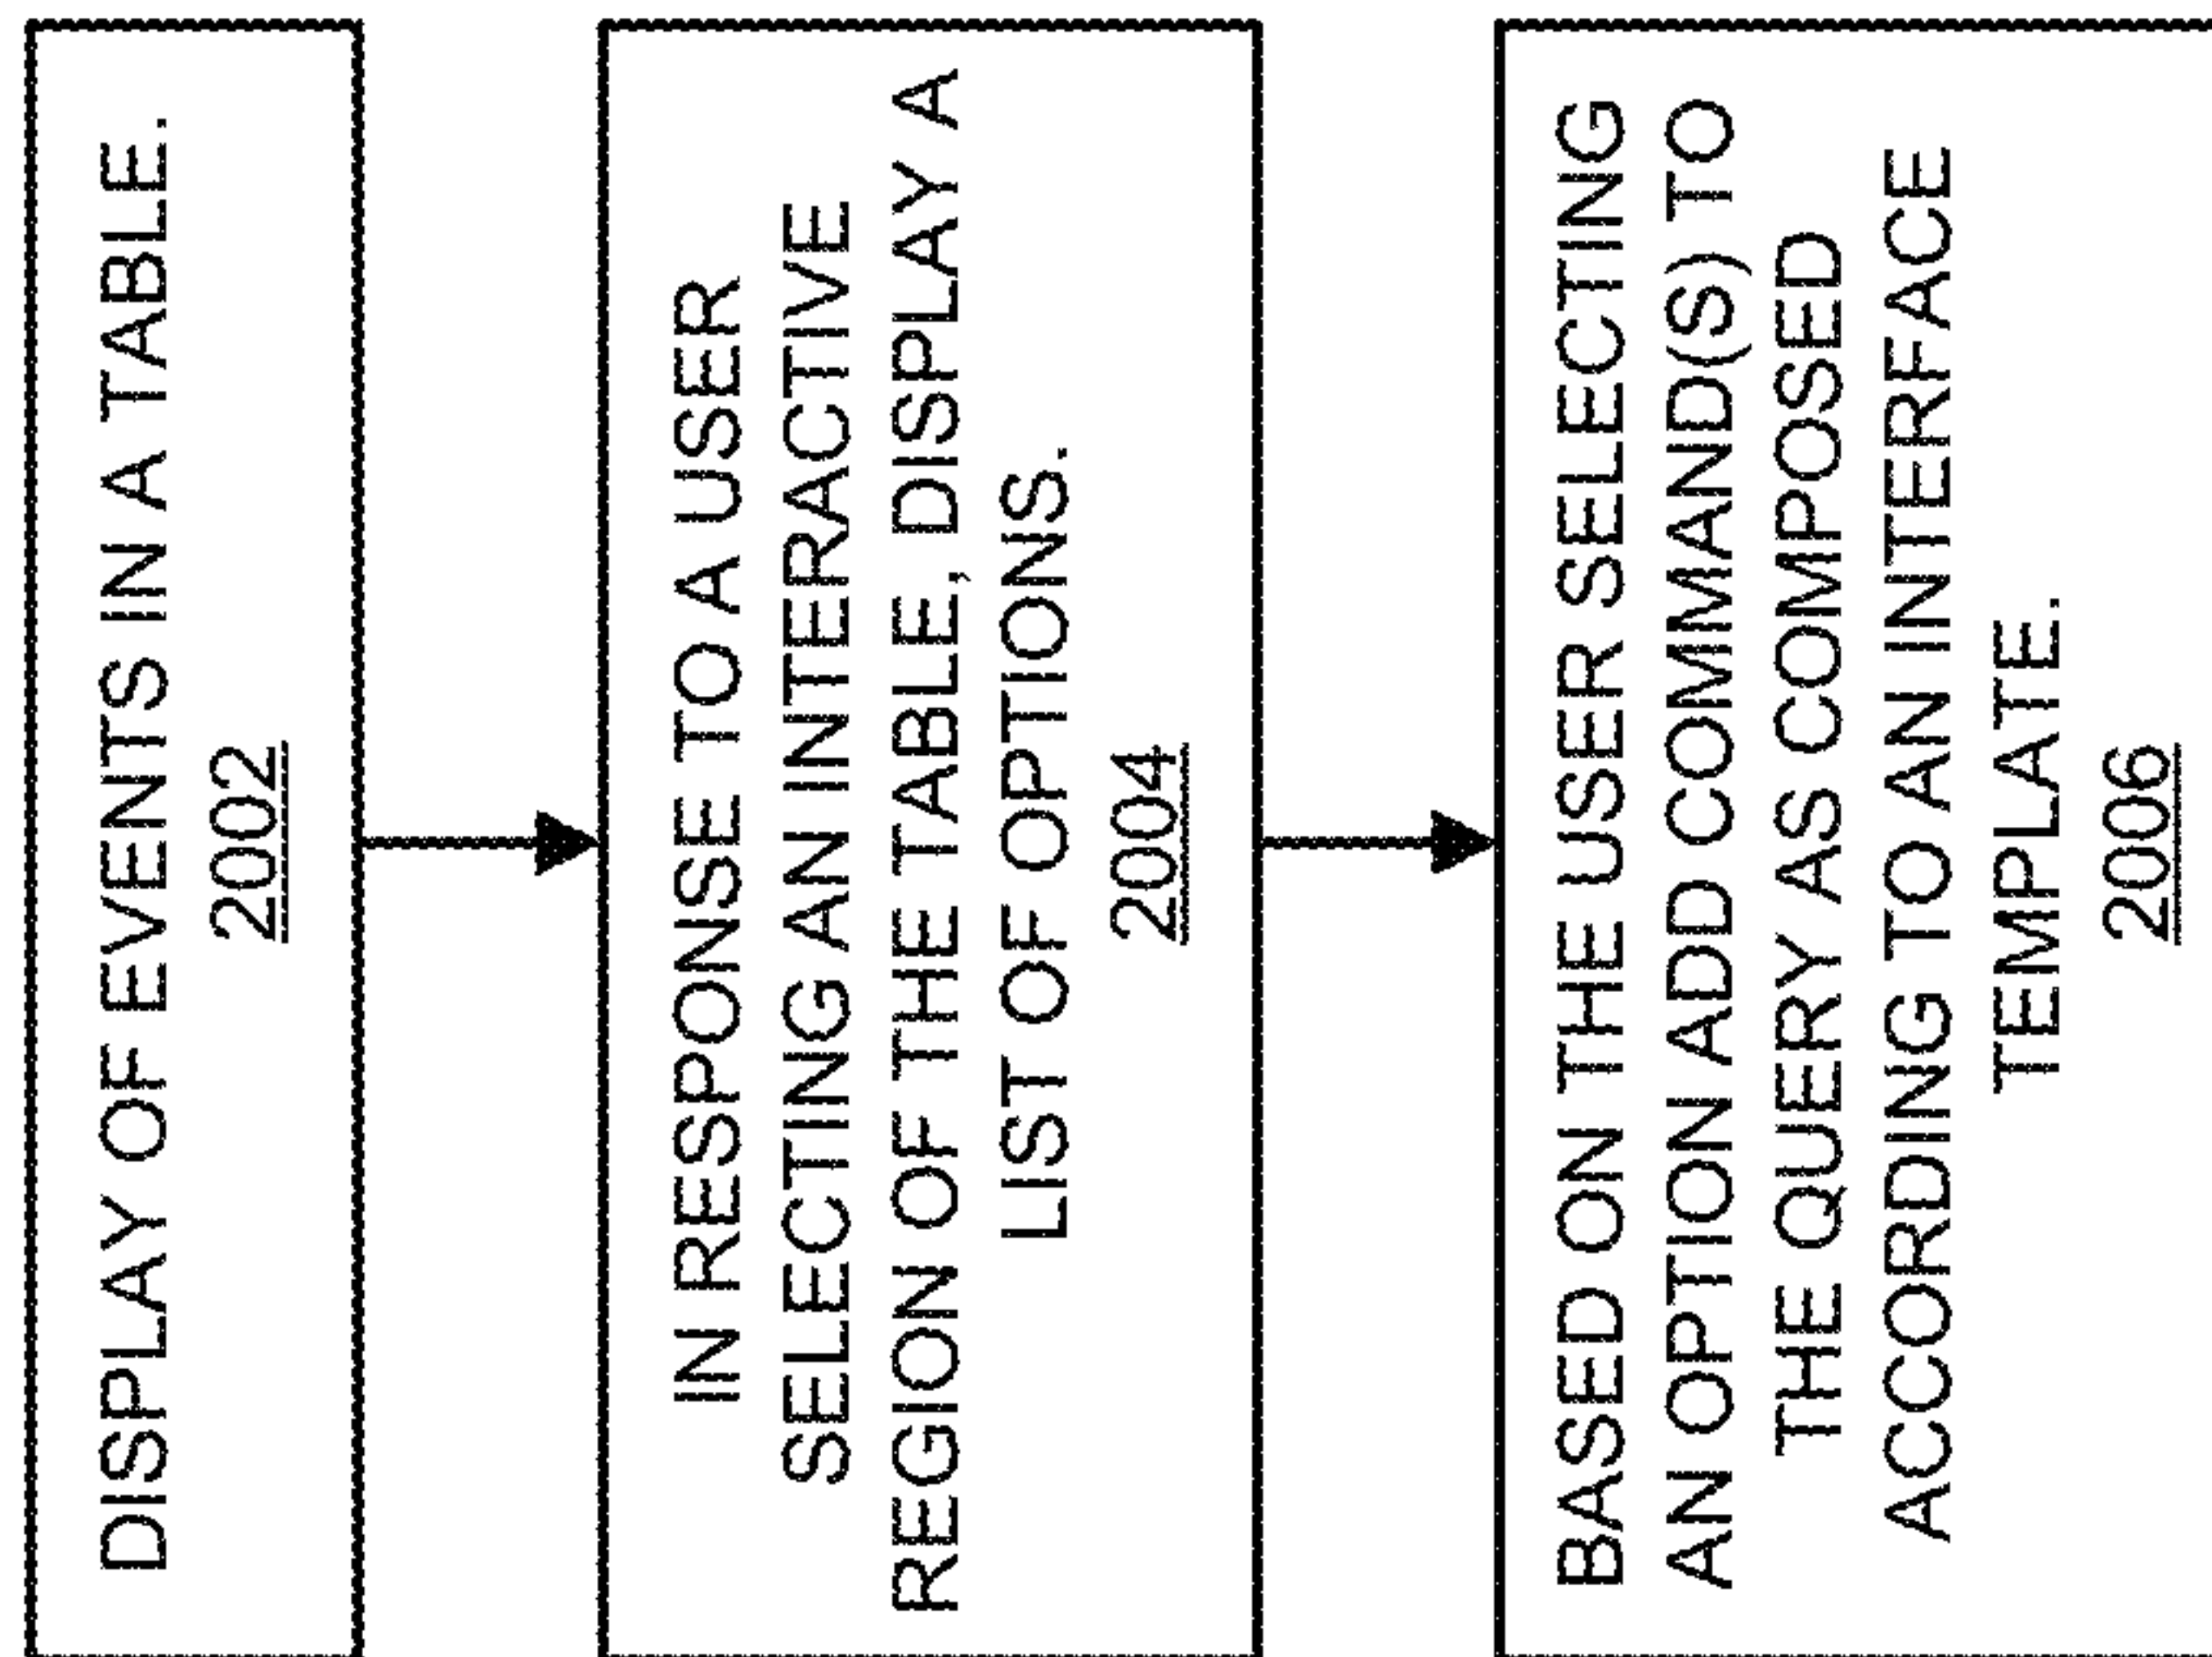 DISPLAY OF EVENTS IN A TABLE.
2002
IN RESPONSE TO A USER
SELECTING AN INTERACTIVE
REGION OF THE TABLE, DISPLAY A
LIST OF OPTIONS.
2004
BASED ON THE USER SELECTING
AN OPTION ADD COMMAND(S) TO
THE QUERY AS COMPOSED
ACCORDING TO AN INTERFACE
TEMPLATE.
2006